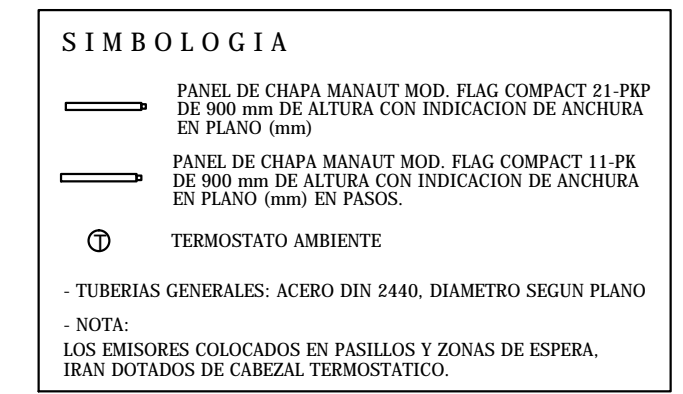 SIMBOLOGIA
PANEL DE CHAPA MANAUT MOD. FLAG COMPACT 21-PKP
DE 900 mm DE ALTURA CON INDICACION DE ANCHURA
EN PLANO (mm)
PANEL DE CHAPA MANAUT MOD. FLAG COMPACT 11-PK
DE 900 mm DE ALTURA CON INDICACION DE ANCHURA
EN PLANO (mm) EN PASOS.
T TERMOSTATO AMBIENTE
- TUBERIAS GENERALES: ACERO DIN 2440, DIAMETRO SEGUN PLANO
- NOTA:
LOS EMISORES COLOCADOS EN PASILLOS Y ZONAS DE ESPERA,
IRAN DOTADOS DE CABEZAL TERMOSTATICO.